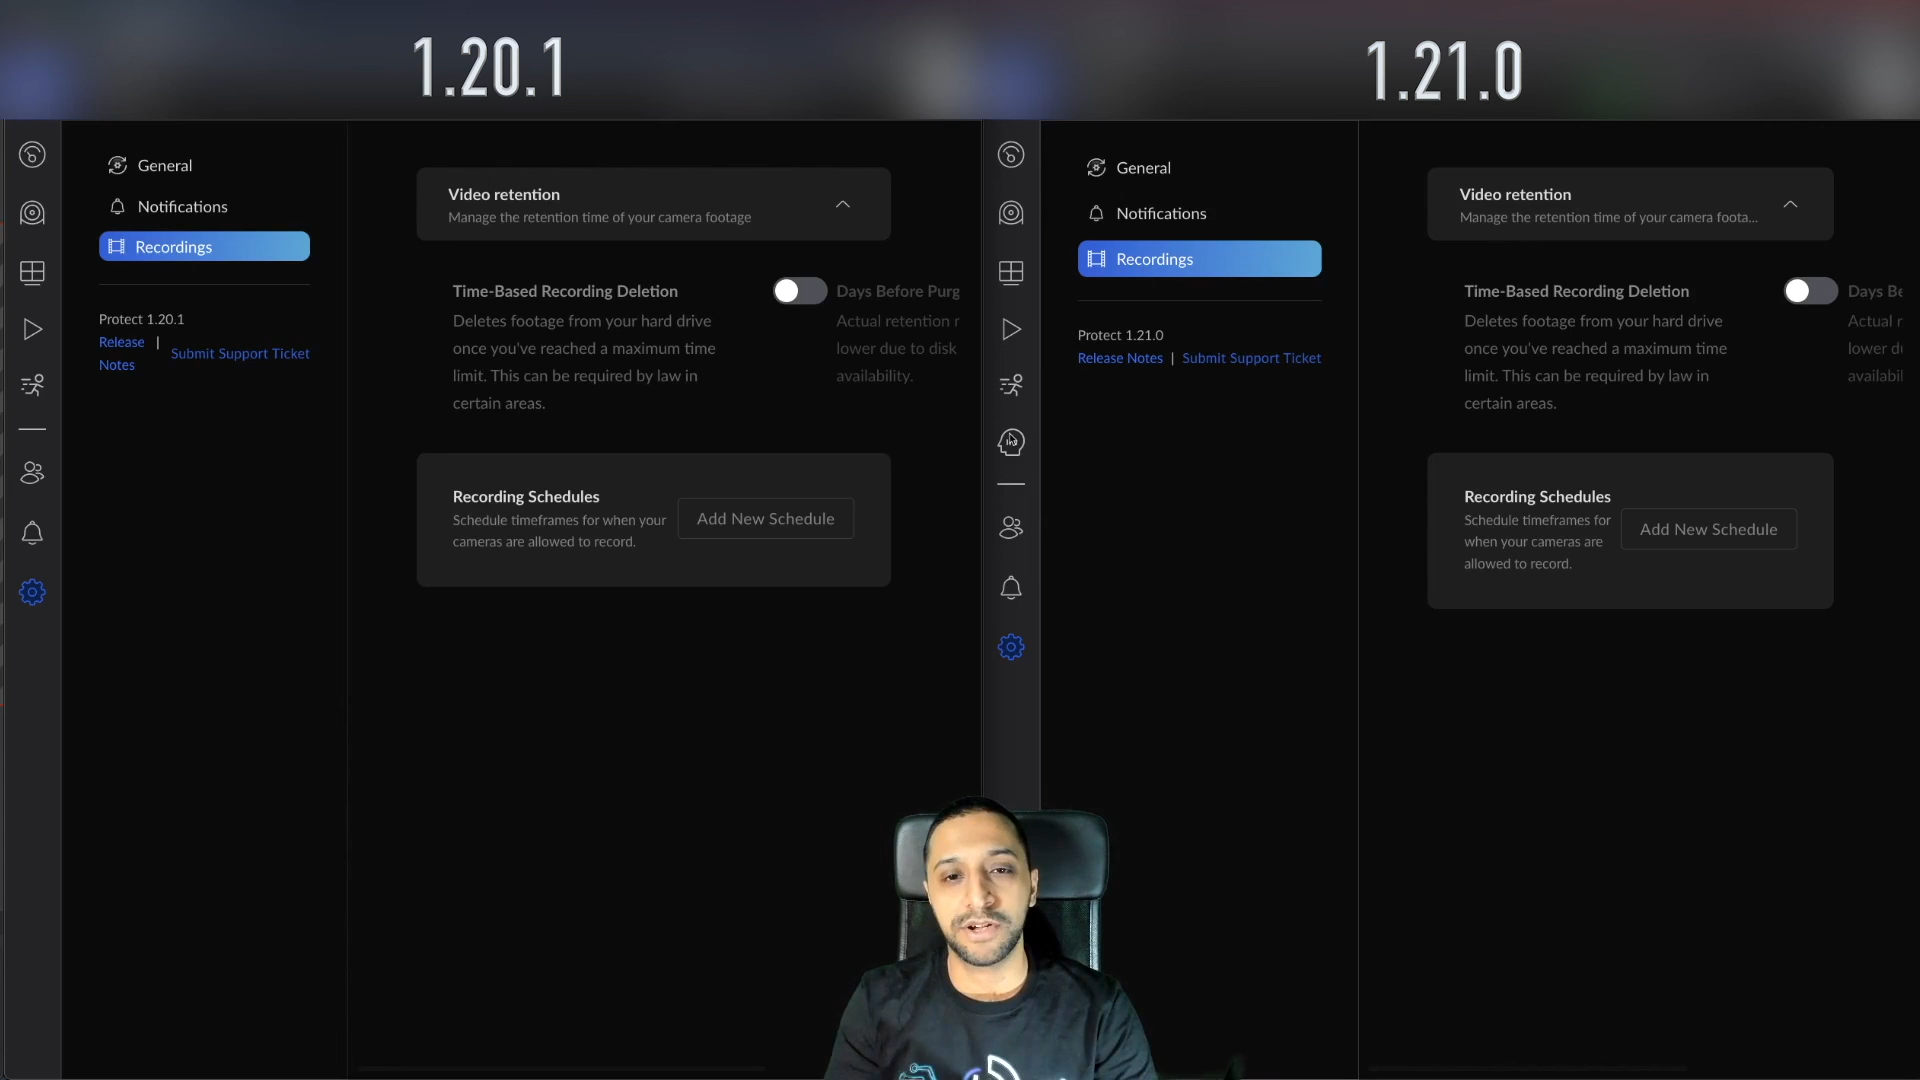 1.20.1
1.21.0
General
Notifications
Recordings
Protect 1.20.1
Release
Notes
|
Submit Support Ticket
Video retention
Manage the retention time of your camera footage
Time-Based Recording Deletion
Deletes footage from your hard drive
once you've reached a maximum time
limit. This can be required by law in
certain areas.
Days Before Purg
Actual retention r
lower due to disk
availability.
Recording Schedules
Schedule timeframes for when your
cameras are allowed to record.
Add New Schedule
General
Notifications
Recordings
Protect 1.21.0
Release Notes | Submit Support Ticket
Video retention
Manage the retention time of your camera foota...
Time-Based Recording Deletion
Deletes footage from your hard drive
once you've reached a maximum time
limit. This can be required by law in
certain areas.
Days Be
Actual r
lower du
availabil
Recording Schedules
Schedule timeframes for
when your cameras are
allowed to record.
Add New Schedule